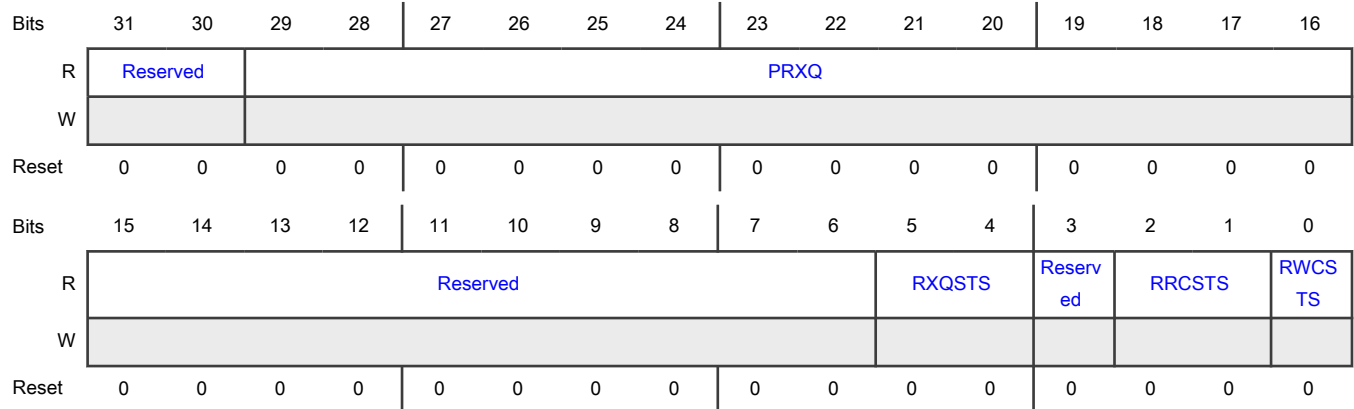 Bits 31 30 29 28 27 26 25 24 23 22 21 20 19 18 17 16
R Reserved PRXQ
W
Reset 0 0 0 0 0 0 0 0 0 0 0 0 0 0 0 0
Bits 15 14 13 12 11 10 9 8 7 6 5 4 3 2 1 0
R Reserved RXQSTS Reserv RRCSTS RWCS
ed TS
W
Reset 0 0 0 0 0 0 0 0 0 0 0 0 0 0 0 0